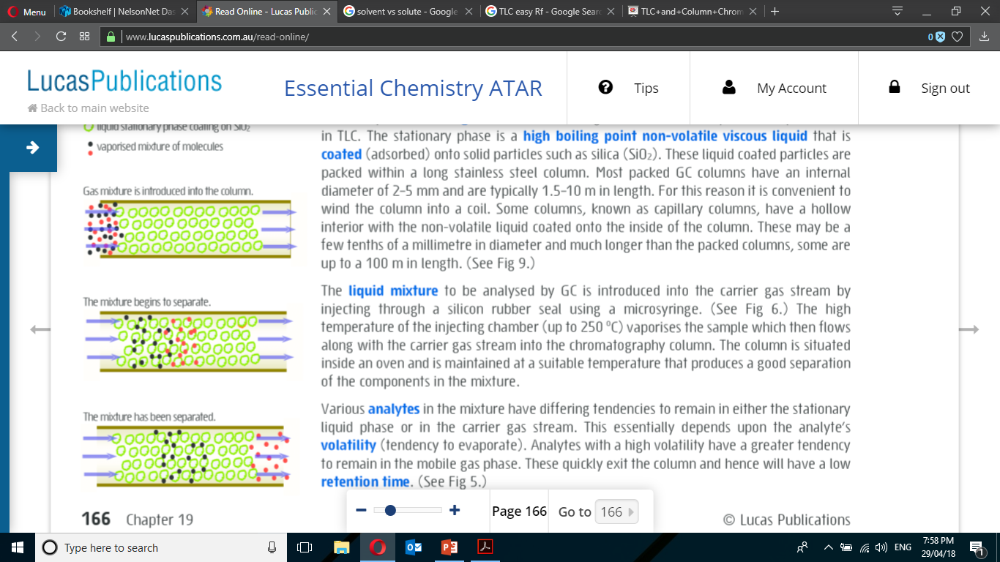 Menu
Bookshelf | NelsonNet Das
Read Online - Lucas Public
solvent vs solute - Google
TLC easy Rf - Google Sear
TLC+and+Column+Chrom
www.lucaspublications.com.au/read-online/
0
LucasPublications
Back to main website
Essential Chemistry ATAR
Tips
My Account
Sign out
liquid stationary phase coating on SiO2
vaporised mixture of molecules
Gas mixture is introduced into the column.
The mixture begins to separate.
The mixture has been separated.
in TLC. The stationary phase is a high boiling point non-volatile viscous liquid that is
coated (adsorbed) onto solid particles such as silica (SiO2). These liquid coated particles are
packed within a long stainless steel column. Most packed GC columns have an internal
diameter of 2–5 mm and are typically 1.5–10 m in length. For this reason it is convenient to
wind the column into a coil. Some columns, known as capillary columns, have a hollow
interior with the non-volatile liquid coated onto the inside of the column. These may be a
few tenths of a millimetre in diameter and much longer than the packed columns, some are
up to a 100 m in length. (See Fig 9.)
The liquid mixture to be analysed by GC is introduced into the carrier gas stream by
injecting through a silicon rubber seal using a microsyringe. (See Fig 6.) The high
temperature of the injecting chamber (up to 250 ºC) vaporises the sample which then flows
along with the carrier gas stream into the chromatography column. The column is situated
inside an oven and is maintained at a suitable temperature that produces a good separation
of the components in the mixture.
Various analytes in the mixture have differing tendencies to remain in either the stationary
liquid phase or in the carrier gas stream. This essentially depends upon the analyte's
volatility (tendency to evaporate). Analytes with a high volatility have a greater tendency
to remain in the mobile gas phase. These quickly exit the column and hence will have a low
retention time. (See Fig 5.)
166 Chapter 19
Page 166
Go to
166
© Lucas Publications
Type here to search
ENG
7:58 PM
29/04/18
1